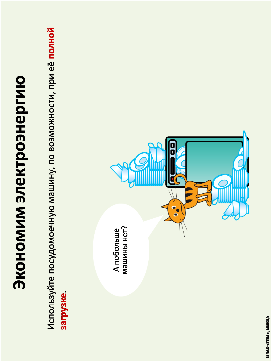 Экономим электроэнергию
Используйте посудомоечную машину, по возможности, при её полной
загрузке.
А побольше
машины нет?